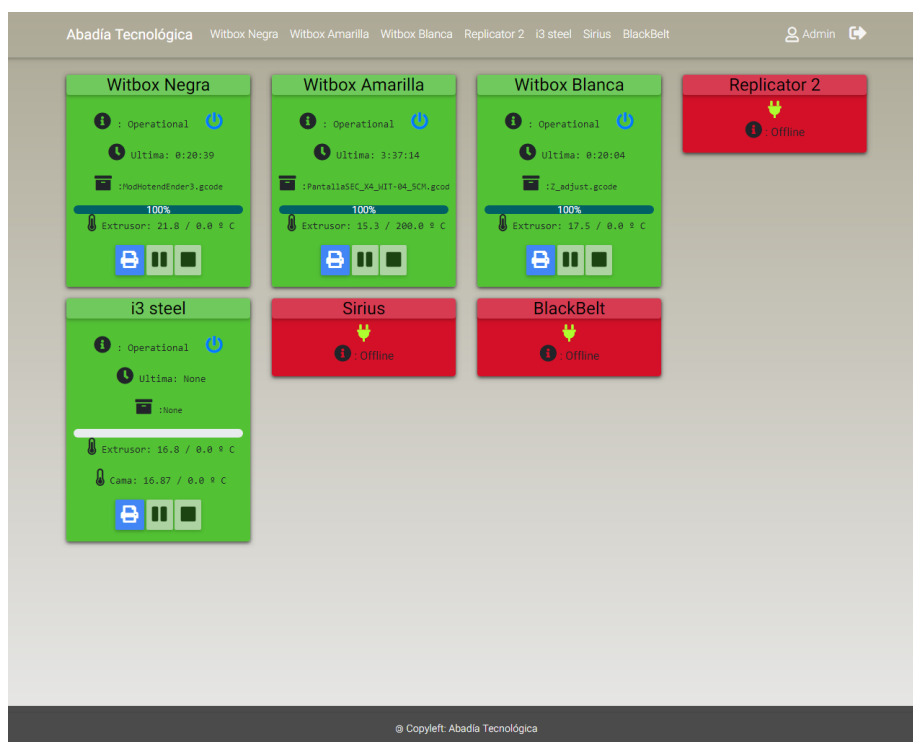 Abadía Tecnológica Witbox Negra Witbox Amarilla Witbox Blanca Replicator 2 i3 steel Sirius BlackBelt Admin
Witbox Negra
: Operational
Ultima: 0:20:39
:ModHotendEnder3.gcode
100%
Extrusor: 21.8 / 0.0 º C
Witbox Amarilla
: Operational
Ultima: 3:37:14
:PantallaSEC_X4_WIT-04_SCM.gcod
100%
Extrusor: 15.3 / 200.0 º C
Witbox Blanca
: Operational
Ultima: 0:20:04
:Z_adjust.gcode
100%
Extrusor: 17.5 / 0.0 º C
Replicator 2
: Offline
i3 steel
: Operational
Ultima: None
:None
Extrusor: 16.8 / 0.0 º C
Cama: 16.87 / 0.0 º C
Sirius
: Offline
BlackBelt
: Offline
@ Copyleft: Abadía Tecnológica